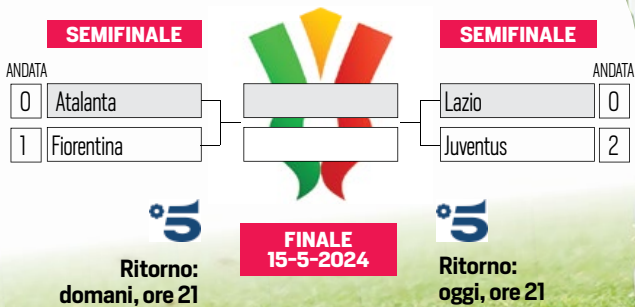 SEMIFINALE
ANDATA
0 Atalanta
1 Fiorentina
5
Ritorno:
domani, ore 21
FINALE
15-5-2024
SEMIFINALE
ANDATA
Lazio 0
Juventus 2
5
Ritorno:
oggi, ore 21